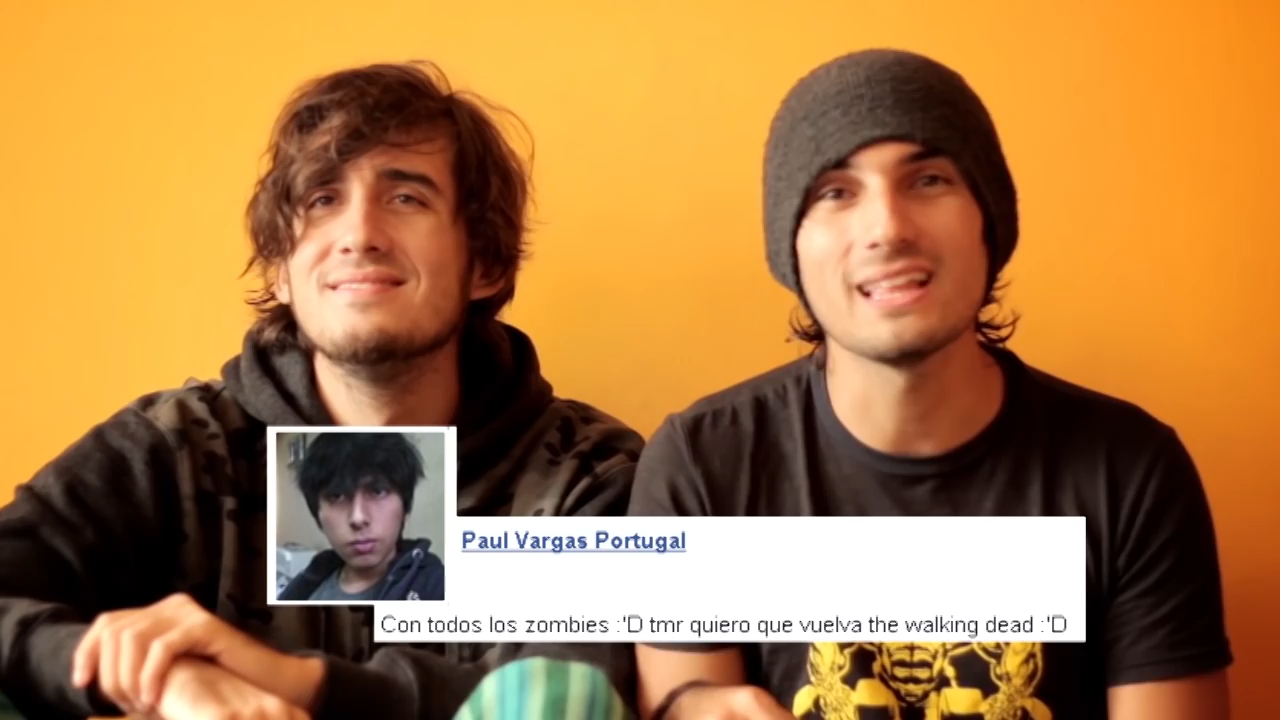 Paul Vargas Portugal
Con todos los zombies :'D tmr quiero que vuelva the walking dead :'D